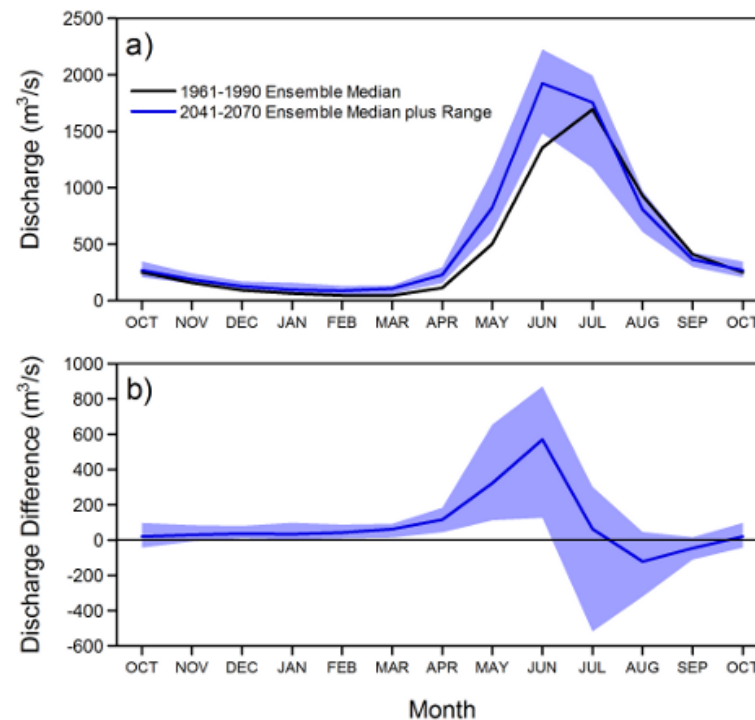 a)
1961-1990 Ensemble Median
2041-2070 Ensemble Median plus Range
Discharge (m³/s)
2500
2000
1500
1000
500
0
OCT NOV DEC JAN FEB MAR APR MAY JUN JUL AUG SEP OCT
b)
Discharge Difference (m³/s)
1000
800
600
400
200
0
-200
-400
-600
OCT NOV DEC JAN FEB MAR APR MAY JUN JUL AUG SEP OCT
Month